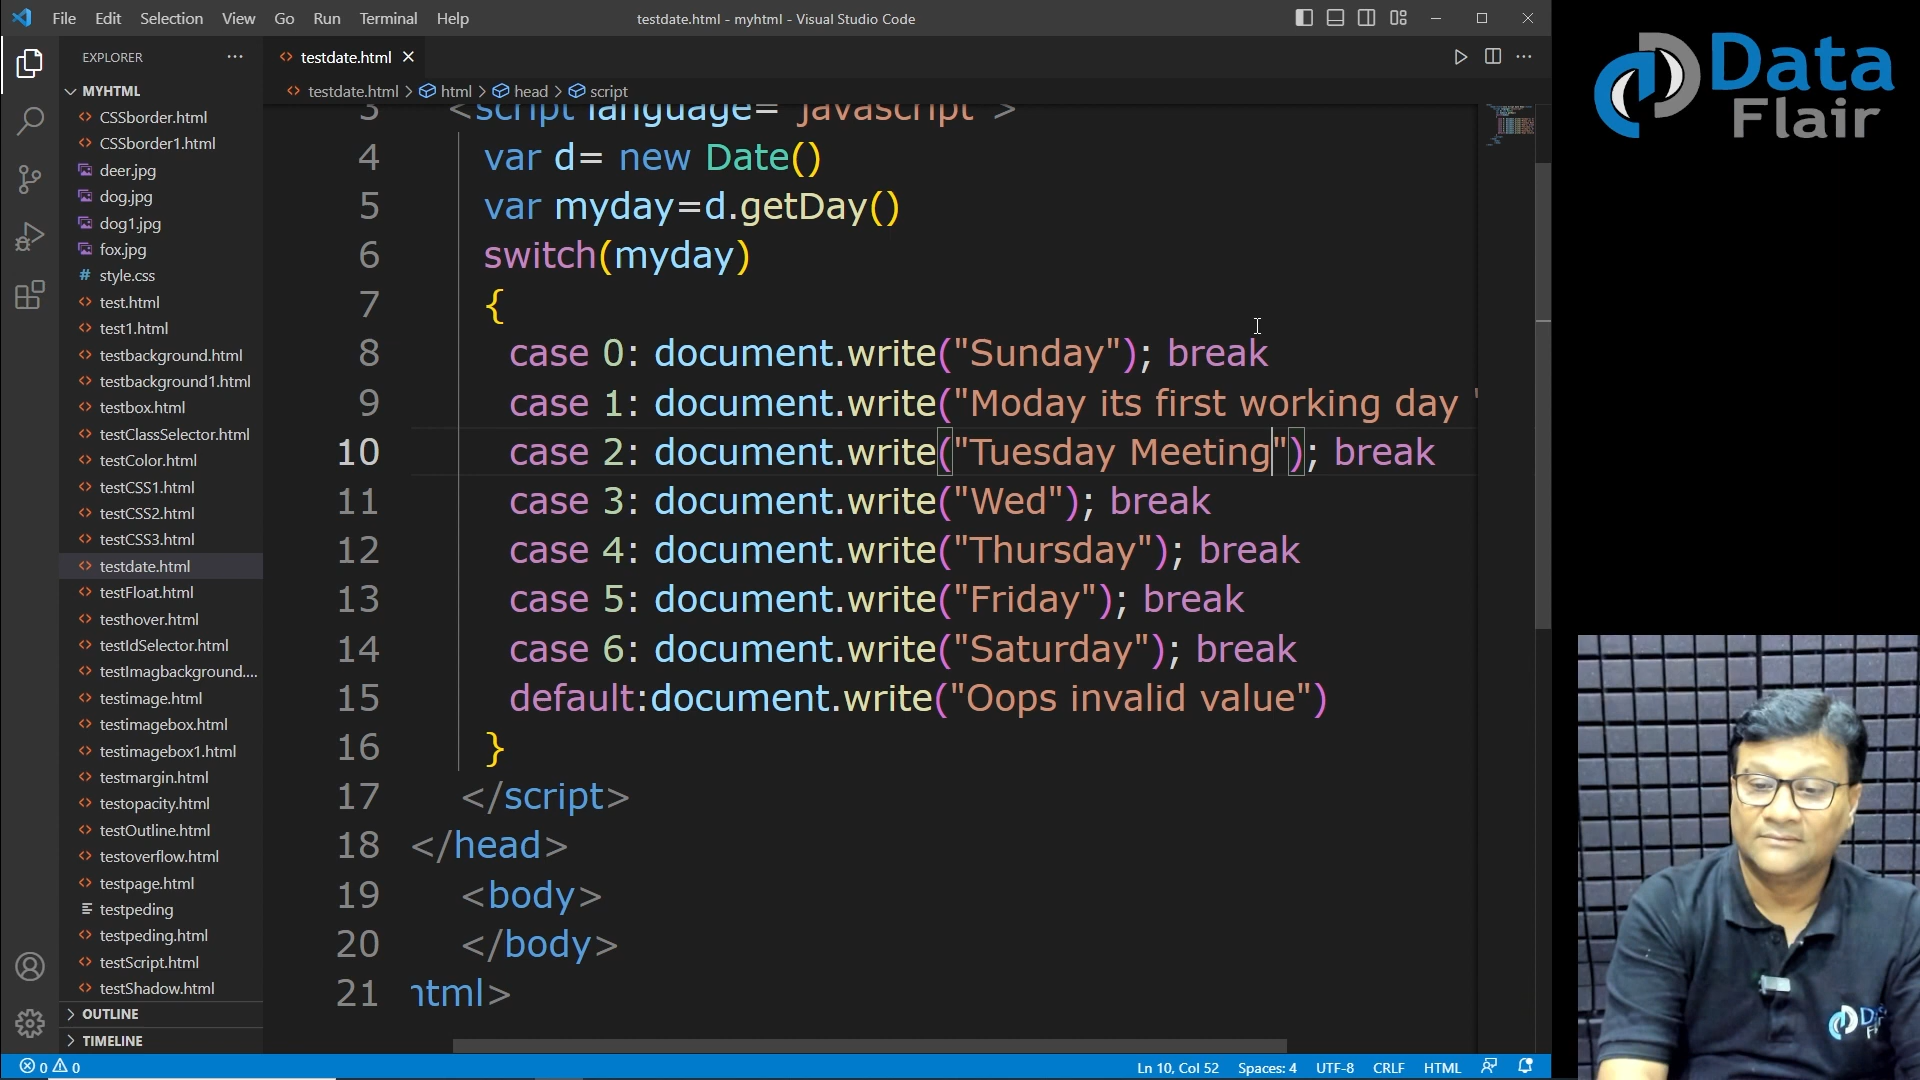 File Edit Selection View Go Run Terminal Help
testdate.html - myhtml - Visual Studio Code
EXPLORER
MYHTML
CSSborder.html
CSSborder1.html
deer.jpg
dog.jpg
dog1.jpg
fox.jpg
# style.css
test.html
test1.html
testbackground.html
testbackground1.html
testbox.html
testClassSelector.html
testColor.html
testCSS1.html
testCSS2.html
testCSS3.html
testdate.html
testFloat.html
testhover.html
testIdSelector.html
testImagbackground....
testimage.html
testimagebox.html
testimagebox1.html
testmargin.html
testopacity.html
testOutline.html
testoverflow.html
testpage.html
testpeding
testpeding.html
testScript.html
testShadow.html
OUTLINE
TIMELINE
testdate.html
testdate.html > html > head > script
3 <script language="javascript">
4 var d= new Date()
5 var myday=d.getDay()
6 switch(myday)
7 {
8 case 0: document.write("Sunday"); break
9 case 1: document.write("Moday its first working day "
10 case 2: document.write("Tuesday Meeting"); break
11 case 3: document.write("Wed"); break
12 case 4: document.write("Thursday"); break
13 case 5: document.write("Friday"); break
14 case 6: document.write("Saturday"); break
15 default:document.write("Oops invalid value")
16 }
17 </script>
18 </head>
19 <body>
20 </body>
21 html>
0 0
Ln 10, Col 52 Spaces: 4 UTF-8 CRLF HTML
Data
Flair